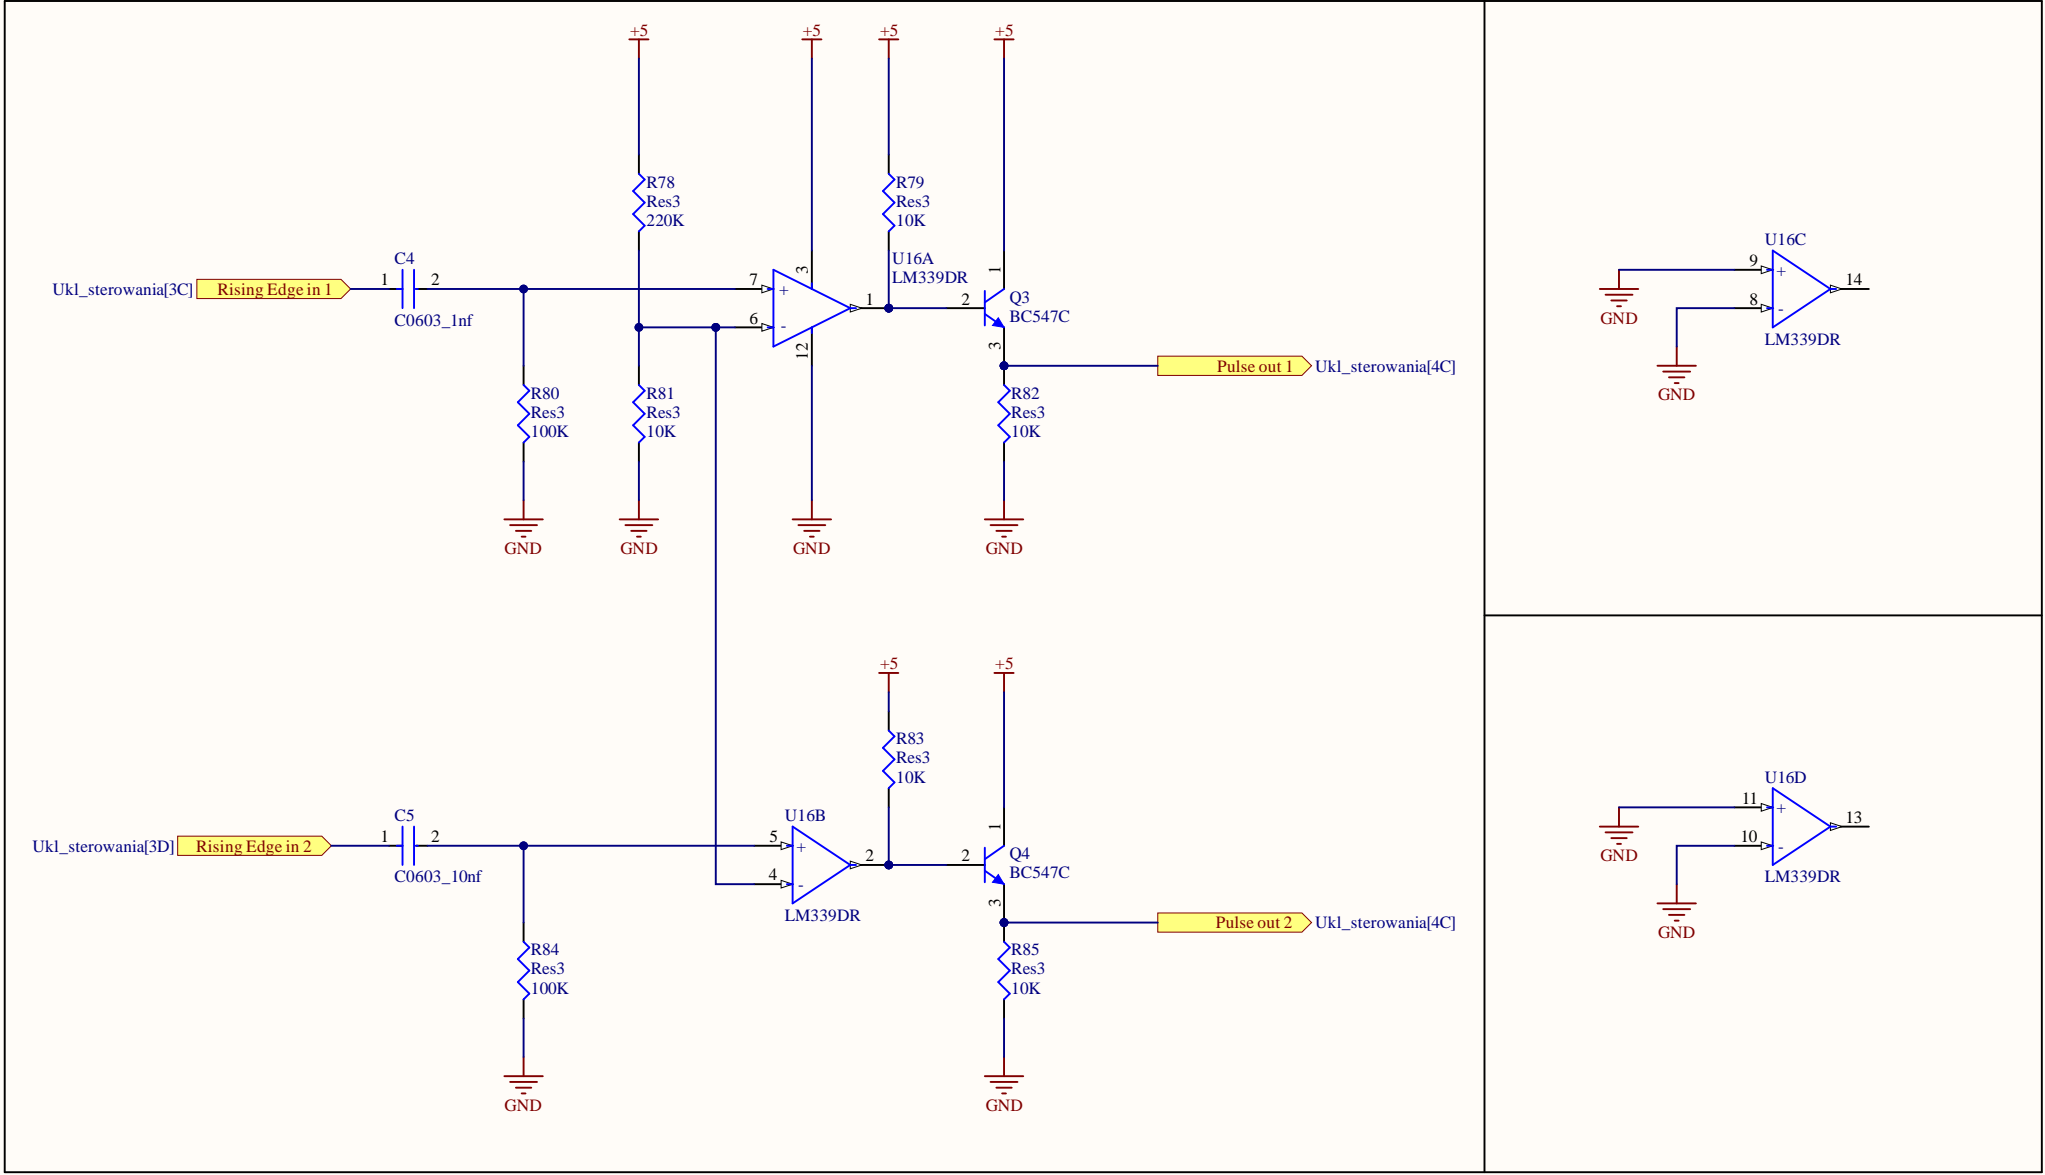 +5
+5
+5
+5
R78
Res3
220K
R79
Res3
10K
C4
1
2
C0603_1nf
Ukl_sterowania[3C]
Rising Edge in 1
7
+
6
-
3
12
1
U16A
LM339DR
1
2
3
Q3
BC547C
Pulse out 1
Ukl_sterowania[4C]
R80
Res3
100K
R81
Res3
10K
R82
Res3
10K
GND
GND
GND
GND
+5
+5
R83
Res3
10K
C5
1
2
C0603_10nf
Ukl_sterowania[3D]
Rising Edge in 2
U16B
5
+
4
-
2
LM339DR
1
2
3
Q4
BC547C
Pulse out 2
Ukl_sterowania[4C]
R84
Res3
100K
R85
Res3
10K
GND
GND
U16C
9
+
8
-
14
LM339DR
GND
GND
U16D
11
+
10
-
13
LM339DR
GND
GND